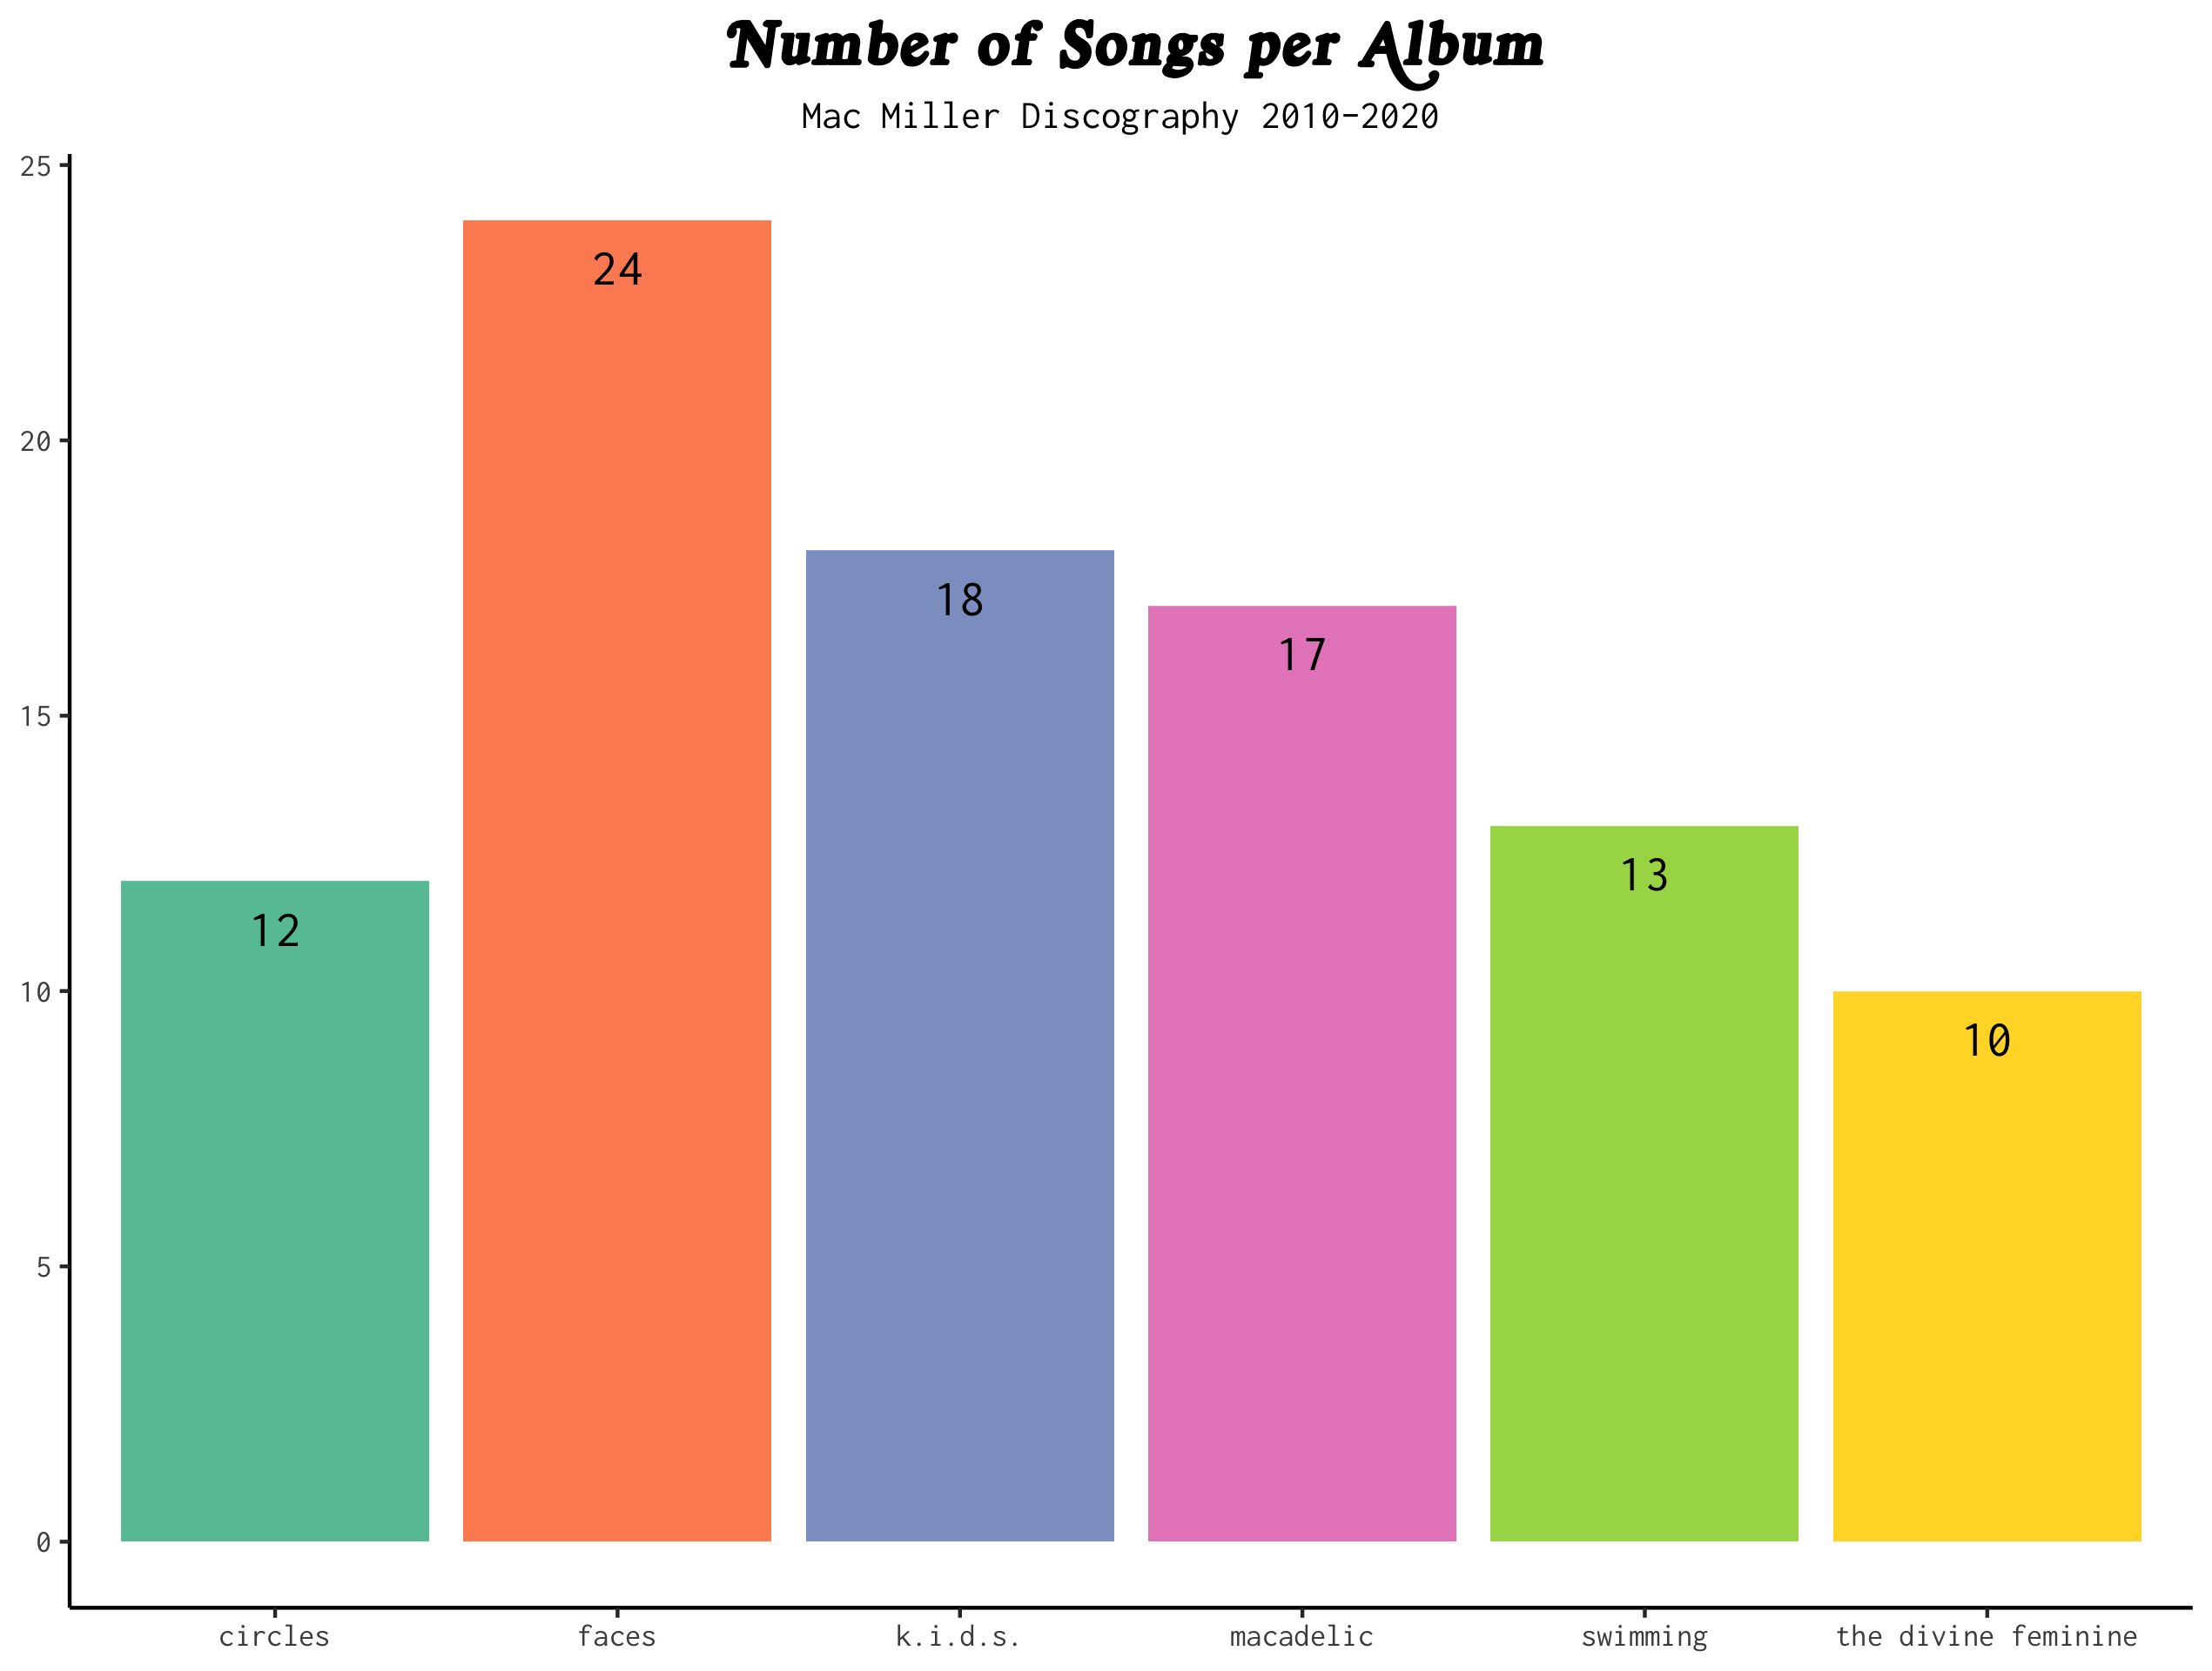 Number of Songs per Album
Mac Miller Discography 2010-2020
25
20
15
10
5
0
12
24
18
17
13
10
circles
faces
k.i.d.s.
macadelic
swimming
the divine feminine